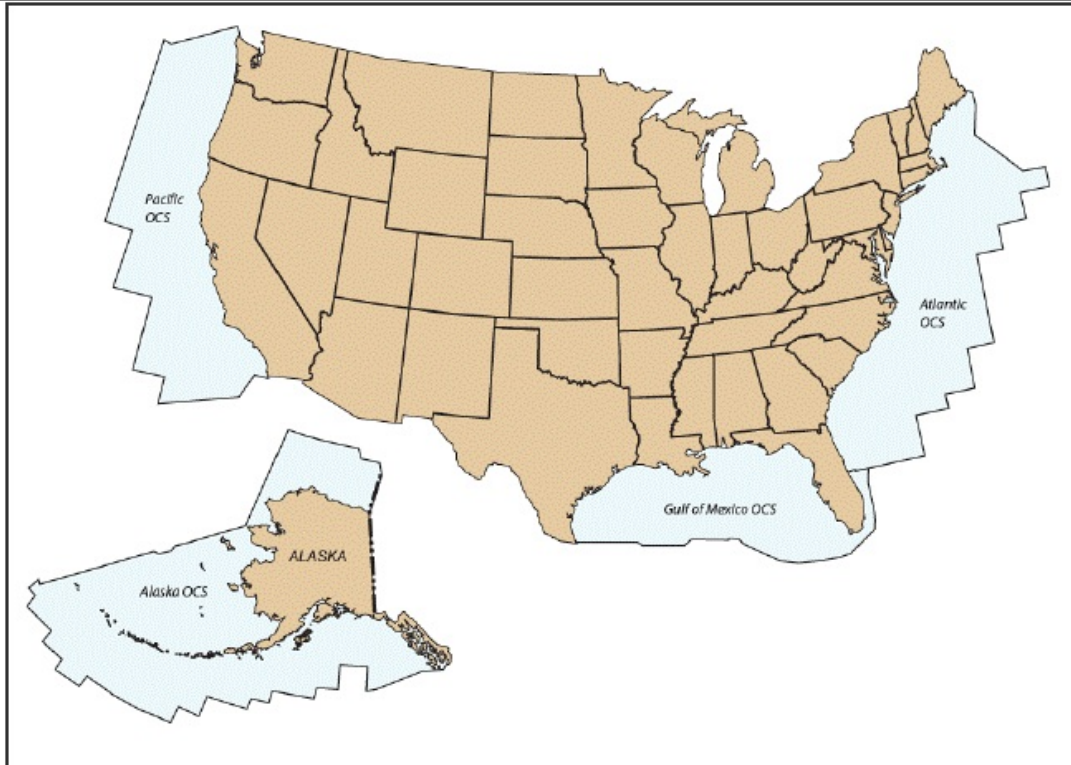 Pacific
OCS
Atlantic
OCS
Gulf of Mexico OCS
ALASKA
Alaska OCS